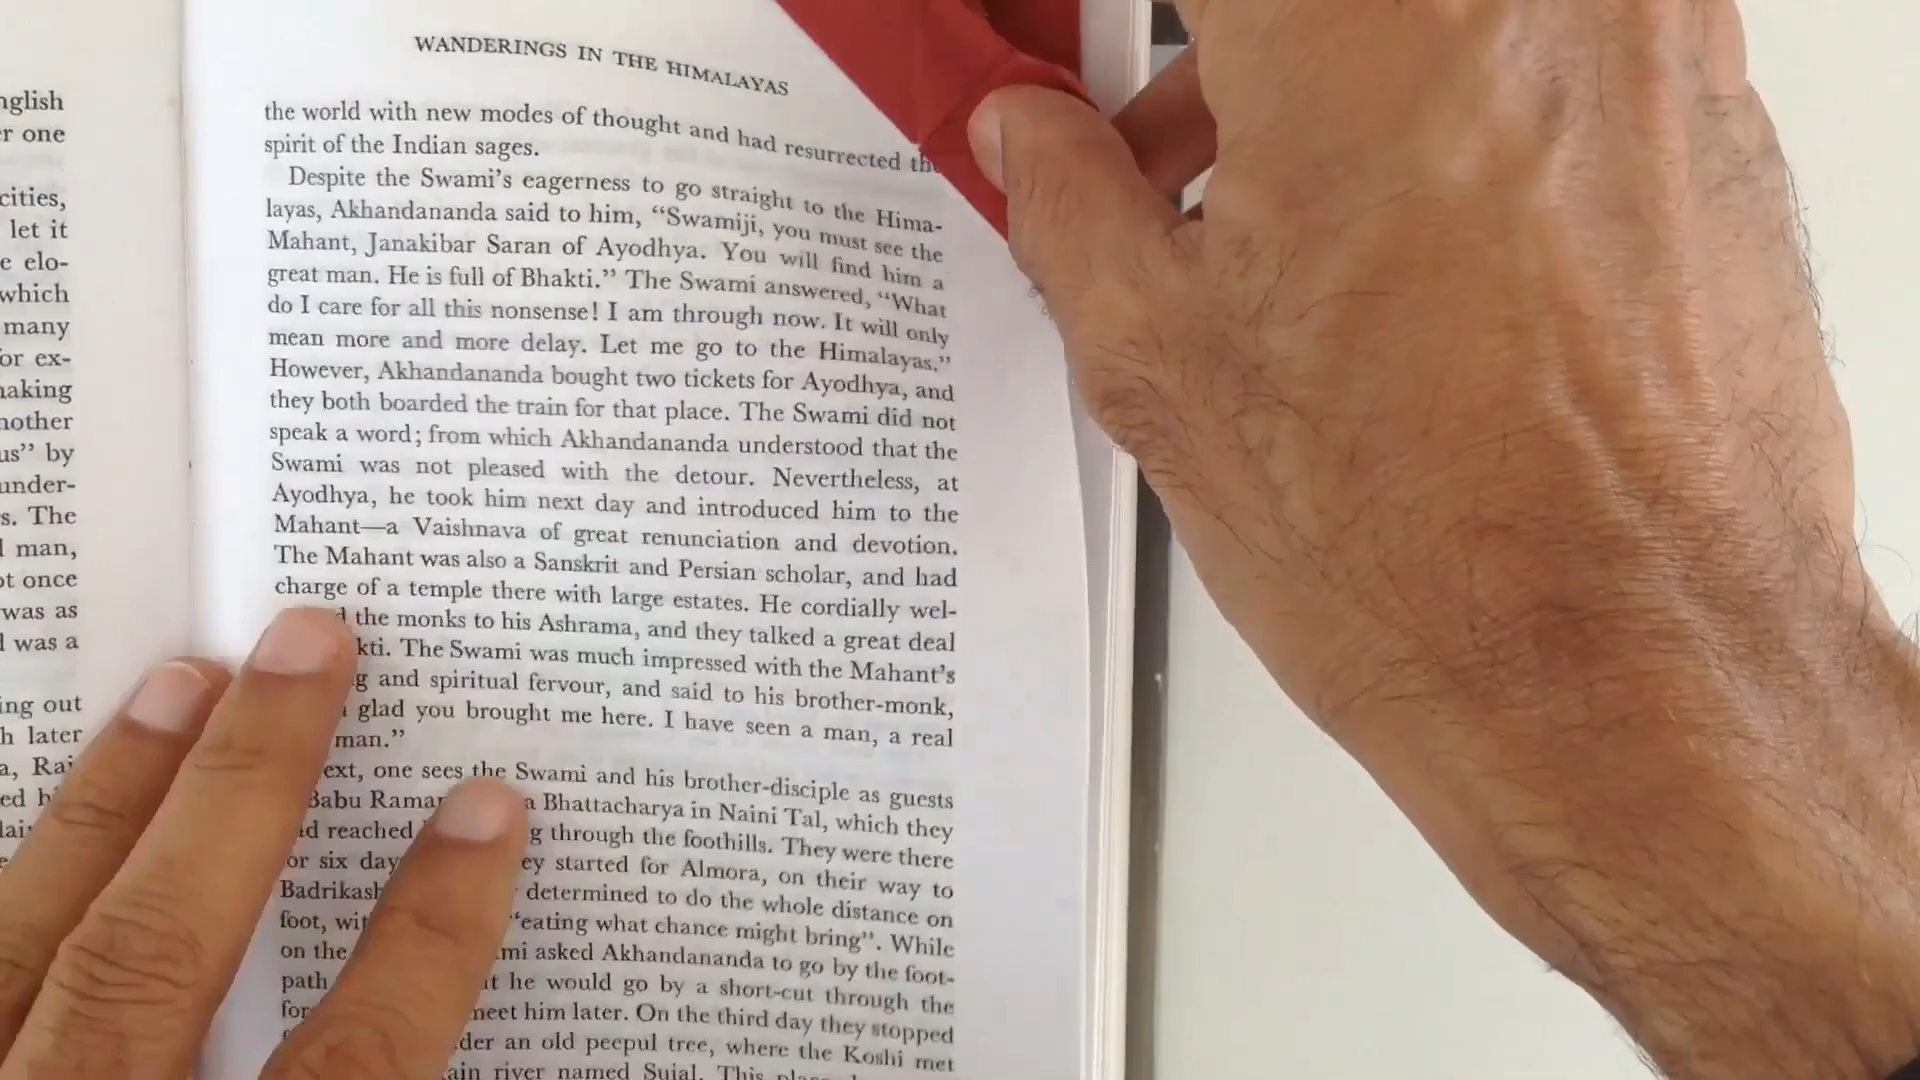 nglish
er one
cities,
let it
e elo-
which
many
for ex-
naking
nother
us" by
under-
s. The
man,
ot once
was as
was a
ing out
h later
a, Rai
WANDERINGS IN THE HIMALAYAS
the world with new modes of thought and had resurrected the
spirit of the Indian sages.
Despite the Swami's eagerness to go straight to the Hima-
layas, Akhandananda said to him, "Swamiji, you must see the
Mahant, Janakibar Saran of Ayodhya. You will find him a
great man. He is full of Bhakti." The Swami answered, "What
do I care for all this nonsense! I am through now. It will only
mean more and more delay. Let me go to the Himalayas."
However, Akhandananda bought two tickets for Ayodhya, and
they both boarded the train for that place. The Swami did not
speak a word; from which Akhandananda understood that the
Swami was not pleased with the detour. Nevertheless, at
Ayodhya, he took him next day and introduced him to the
Mahant—a Vaishnava of great renunciation and devotion.
The Mahant was also a Sanskrit and Persian scholar, and had
charge of a temple there with large estates. He cordially wel-
the monks to his Ashrama, and they talked a great deal
kti. The Swami was much impressed with the Mahant's
g and spiritual fervour, and said to his brother-monk,
glad you brought me here. I have seen a man, a real
man."
ext, one sees the Swami and his brother-disciple as guests
Babu Rama a Bhattacharya in Naini Tal, which they
reached g through the foothills. They were there
or six day ey started for Almora, on their way to
Badrikash determined to do the whole distance on
foot, wit "eating what chance might bring". While
on the mi asked Akhandananda to go by the foot-
path t he would go by a short-cut through the
for meet him later. On the third day they stopped
der an old peepul tree, where the Koshi met
ain river named Suial. This